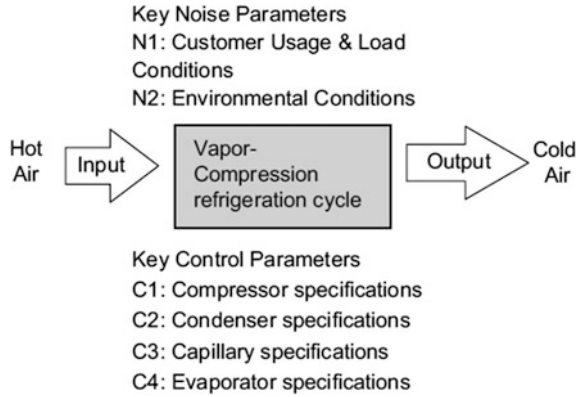 Key Noise Parameters
N1: Customer Usage & Load
Conditions
N2: Environmental Conditions
Hot
Air
Input
Vapor-
Compression
refrigeration cycle
Output
Cold
Air
Key Control Parameters
C1: Compressor specifications
C2: Condenser specifications
C3: Capillary specifications
C4: Evaporator specifications